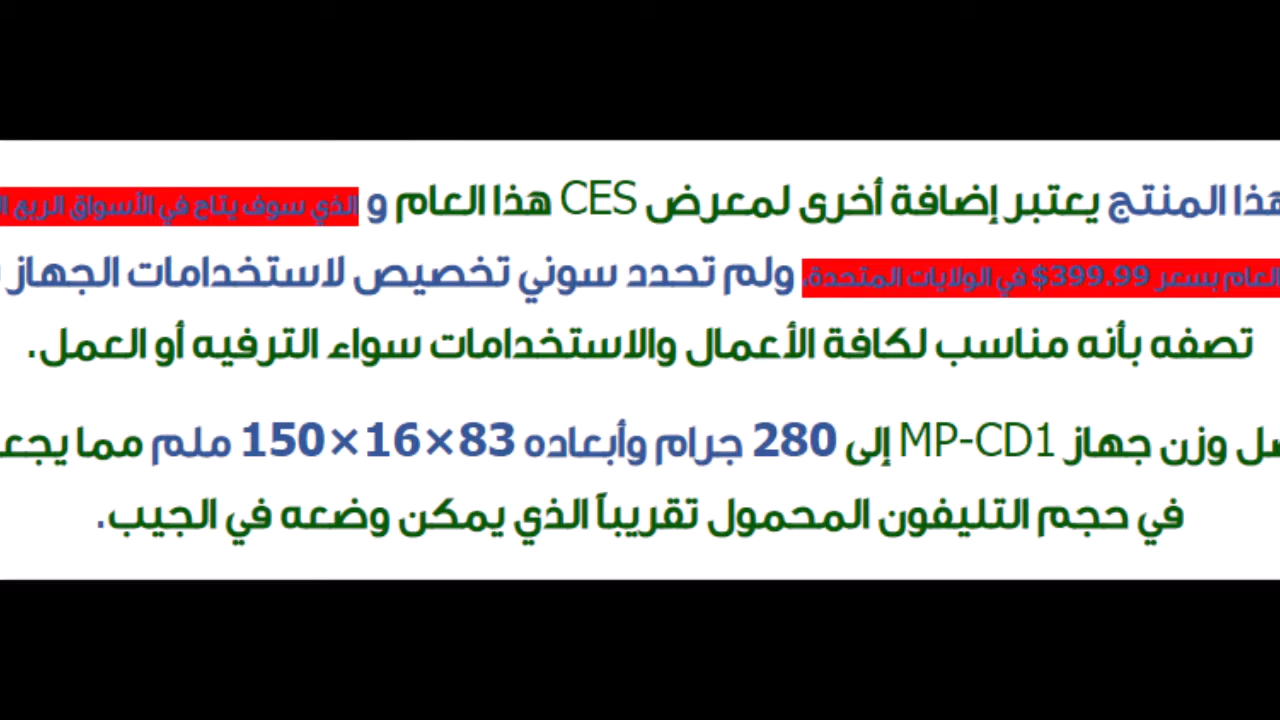 هذا المنتج يعتبر إضافة أخرى لمعرض CES هذا العام و الذي سوف يتاح في الأسواق الربع
العام بسعر 399.99$ في الولايات المتحدة، ولم تحدد سوني تخصيص لاستخدامات الجهاز
تصفه بأنه مناسب لكافة الأعمال والاستخدامات سواء الترفيه أو العمل.
وزن جهاز MP-CD1 إلى 280 جرام وأبعاده 83×16×150 ملم مما
في حجم التليفون المحمول تقريباً الذي يمكن وضعه في الجيب.